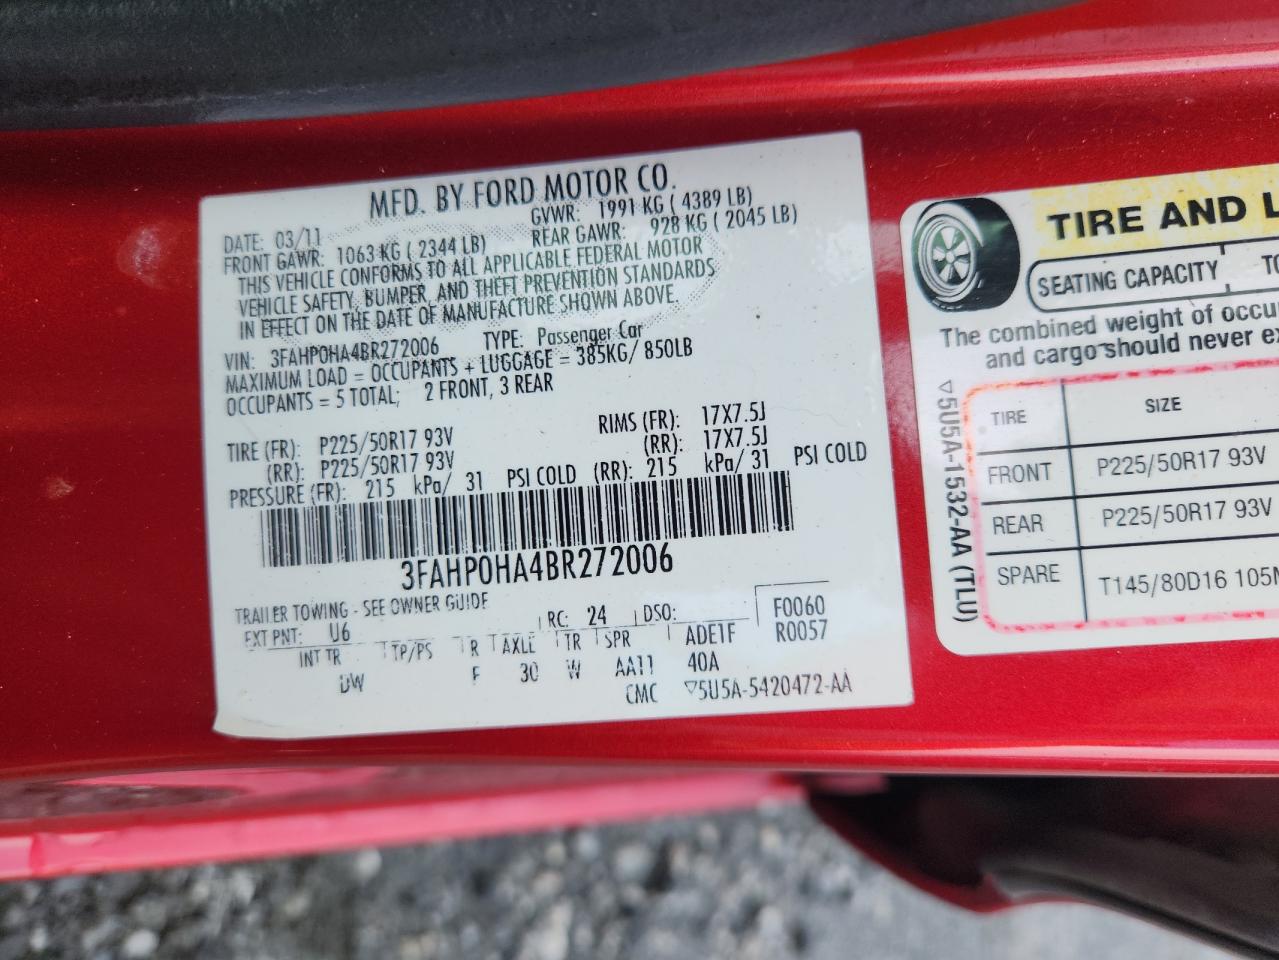 MFD. BY FORD MOTOR CO.
DATE: 03/11 GVWR: 1991 KG ( 4389 LB)
FRONT GAWR: 1063 KG ( 2344 LB) REAR GAWR: 928 KG ( 2045 LB)
THIS VEHICLE CONFORMS TO ALL APPLICABLE FEDERAL MOTOR
VEHICLE SAFETY, BUMPER, AND THEFT PREVENTION STANDARDS
IN EFFECT ON THE DATE OF MANUFACTURE SHOWN ABOVE.
VIN: 3FAHP0HA4BR272006 TYPE: Passenger Car
MAXIMUM LOAD = OCCUPANTS + LUGGAGE = 385KG/ 850LB
OCCUPANTS = 5 TOTAL; 2 FRONT, 3 REAR
TIRE (FR): P225/50R17 93V RIMS (FR): 17X7.5J
(RR): P225/50R17 93V (RR): 17X7.5J
PRESSURE (FR): 215 kPa/ 31 PSI COLD (RR): 215 kPa/ 31 PSI COLD
3FAHP0HA4BR272006
TRAILER TOWING - SEE OWNER GUIDE
EXT PNT: U6 RC: 24 DSO: F0060
INT TR TP/PS R AXLE TR SPR ADE1F R0057
DW F 30 W AA11 40A
CMC ▽5U5A-5420472-AA
TIRE AND L
SEATING CAPACITY TO
The combined weight of occu
and cargo should never ex
▽5U5A-1532-AA (TLU)
TIRE SIZE
FRONT P225/50R17 93V
REAR P225/50R17 93V
SPARE T145/80D16 105M